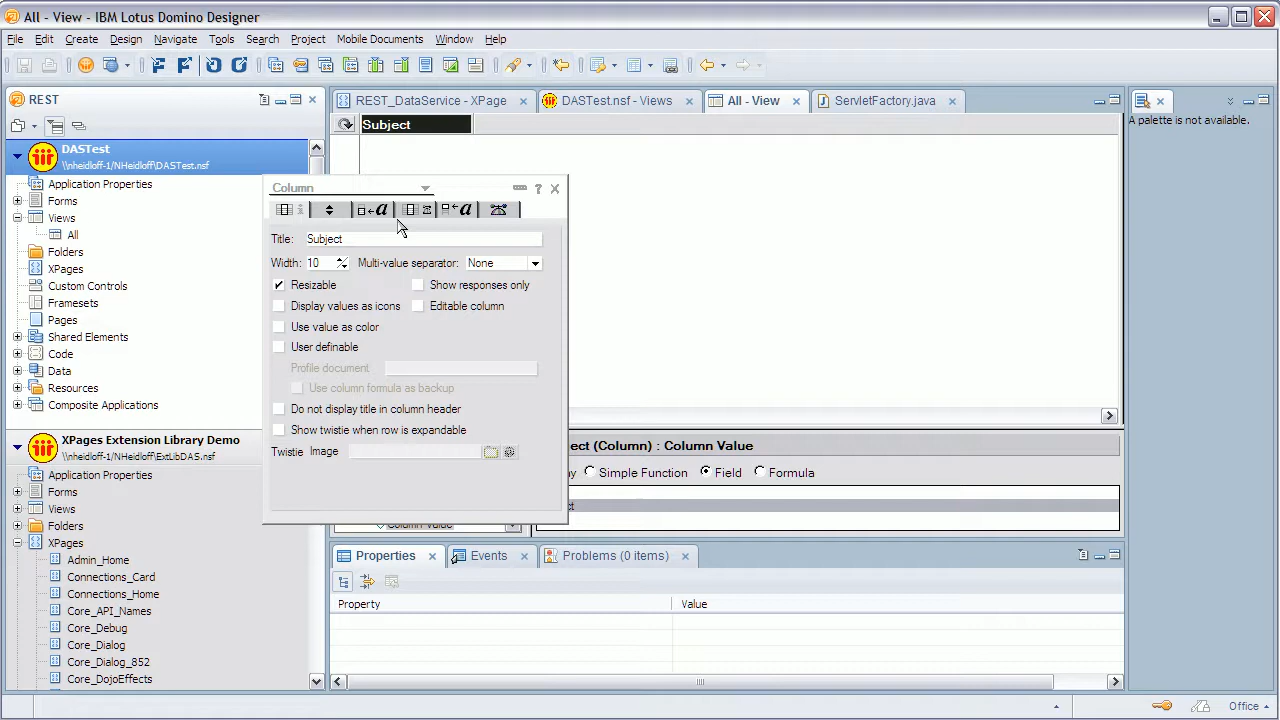 All - View - IBM Lotus Domino Designer
File Edit Create Design Navigate Tools Search Project Mobile Documents Window Help
REST
DASTest
\\nheidloff-1/NHeidloff\DASTest.nsf
Application Properties
Forms
Views
All
Folders
XPages
Custom Controls
Framesets
Pages
Shared Elements
Code
Data
Resources
Composite Applications
XPages Extension Library Demo
\\nheidloff-1/NHeidloff\ExtLibDAS.nsf
Application Properties
Forms
Views
Folders
XPages
Admin_Home
Connections_Card
Connections_Home
Core_API_Names
Core_Debug
Core_Dialog
Core_Dialog_852
Core_DojoEffects
REST_DataService - XPage
DASTest.nsf - Views
All - View
ServletFactory.java
Subject
Column
Title: Subject
Width: 10 Multi-value separator: None
Resizable Show responses only
Display values as icons Editable column
Use value as color
User definable
Profile document
Use column formula as backup
Do not display title in column header
Show twistie when row is expandable
Twistie Image
ject (Column) : Column Value
ay Simple Function Field Formula
ct
Column Value
Properties Events Problems (0 items)
Property Value
A palette is not available.
Office